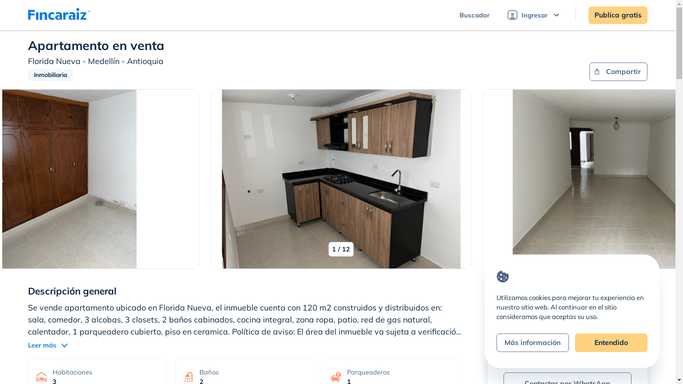 Fincaraiz
Buscador
Ingresar
Publica gratis
Apartamento en venta
Florida Nueva - Medellín - Antioquia
Inmobiliaria
Compartir
1 / 12
Descripción general
Se vende apartamento ubicado en Florida Nueva, el inmueble cuenta con 120 m2 construidos y distribuidos en:
sala, comedor, 3 alcobas, 3 closets, 2 baños cabinados, cocina integral, zona ropa, patio, red de gas natural,
calentador, 1 parqueadero cubierto, piso en ceramica. Política de aviso: El área del inmueble va sujeta a verificació...
Leer más
Habitaciones
3
Baños
2
Parqueaderos
1
Utilizamos cookies para mejorar tu experiencia en
nuestro sitio web. Al continuar en el sitio
consideramos que aceptas su uso.
Más información
Entendido
Contactar por WhatsApp